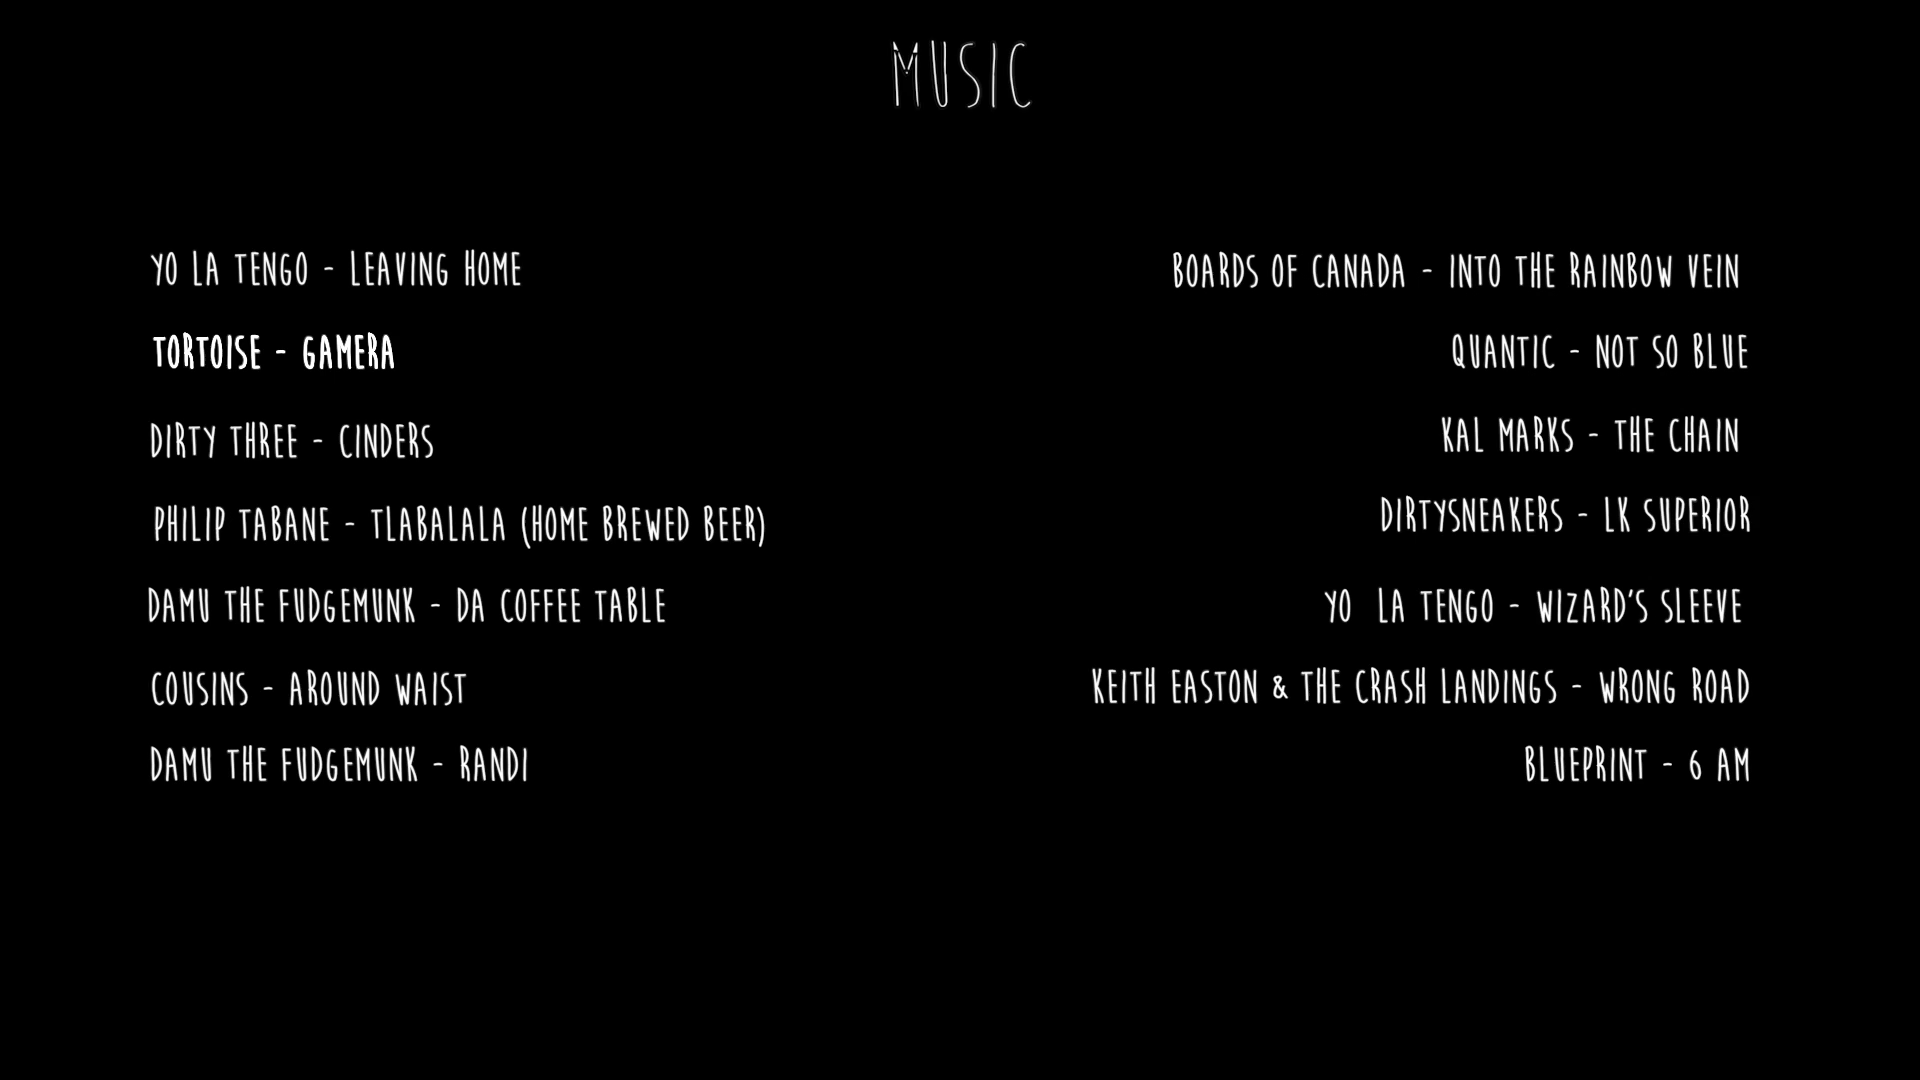 MUSIC
YO LA TENGO - LEAVING HOME
TORTOISE - GAMERA
DIRTY THREE - CINDERS
PHILIP TABANE - TLABALALA (HOME BREWED BEER)
DAMU THE FUDGEMUNK - DA COFFEE TABLE
COUSINS - AROUND WAIST
DAMU THE FUDGEMUNK - RANDI
BOARDS OF CANADA - INTO THE RAINBOW VEIN
QUANTIC - NOT SO BLUE
KAL MARKS - THE CHAIN
DIRTYSNEAKERS - LK SUPERIOR
YO LA TENGO - WIZARD'S SLEEVE
KEITH EASTON & THE CRASH LANDINGS - WRONG ROAD
BLUEPRINT - 6 AM